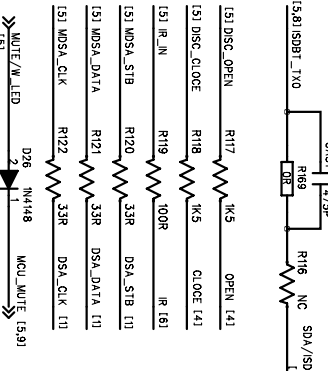 [5,8] ISDBT_TX0
R169
0R
R116
NC
SDA/ISD
[5] DISC_OPEN
R117
1K5
OPEN [4]
[5] DISC_CLOCE
R118
1K5
CLOCE [4]
[5] IR_IN
R119
100R
IR [6]
[5] MDSA_STB
R120
33R
DSA_STB [1]
[5] MDSA_DATA
R121
33R
DSA_DATA [1]
[5] MDSA_CLK
R122
33R
DSA_CLK [1]
MUTE/W_LED
D26
2
1
1N4148
MCU_MUTE [5,9]